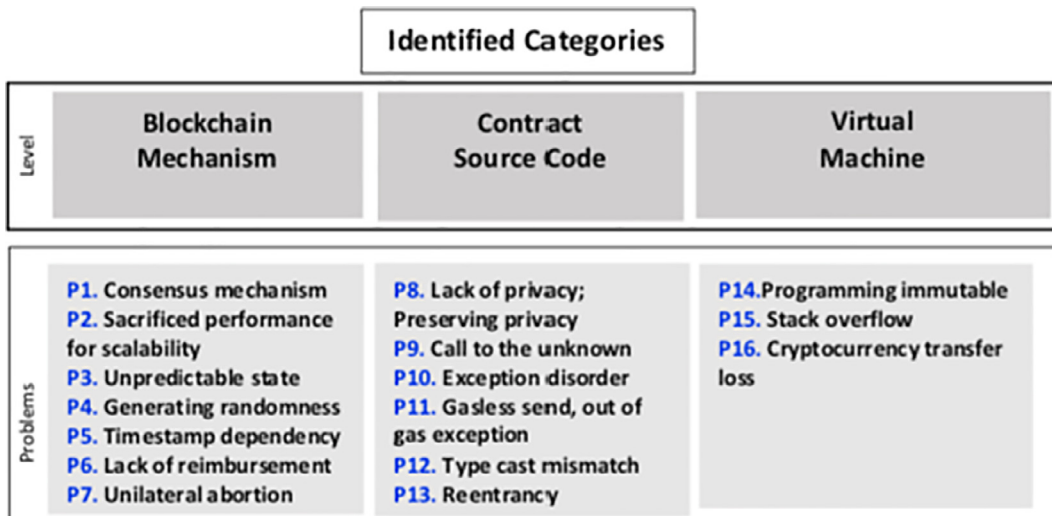 Identified Categories
Level
Blockchain
Mechanism
Contract
Source Code
Virtual
Machine
Problems
P1. Consensus mechanism
P2. Sacrificed performance
for scalability
P3. Unpredictable state
P4. Generating randomness
P5. Timestamp dependency
P6. Lack of reimbursement
P7. Unilateral abortion
P8. Lack of privacy;
Preserving privacy
P9. Call to the unknown
P10. Exception disorder
P11. Gasless send, out of
gas exception
P12. Type cast mismatch
P13. Reentrancy
P14.Programming immutable
P15. Stack overflow
P16. Cryptocurrency transfer
loss